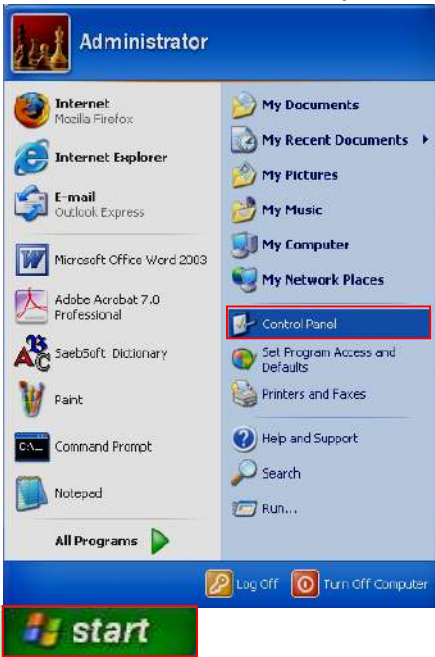 Administrator
Internet
Mozilla Firefox
Internet Explorer
E-mail
Outlook Express
Microsoft Office Word 2003
Adobe Acrobat 7.0
Professional
SaebSoft Dictionary
Paint
C:\_
Command Prompt
Notepad
All Programs
My Documents
My Recent Documents
My Pictures
My Music
My Computer
My Network Places
Control Panel
Set Program Access and
Defaults
Printers and Faxes
Help and Support
Search
Run...
Log Off
Turn Off Computer
start